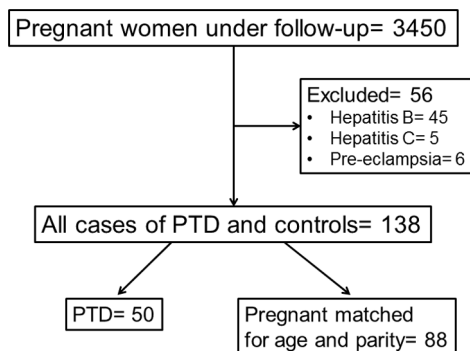 Pregnant women under follow-up= 3450
Excluded= 56
• Hepatitis B= 45
• Hepatitis C= 5
• Pre-eclampsia= 6
All cases of PTD and controls= 138
PTD= 50
Pregnant matched
for age and parity= 88